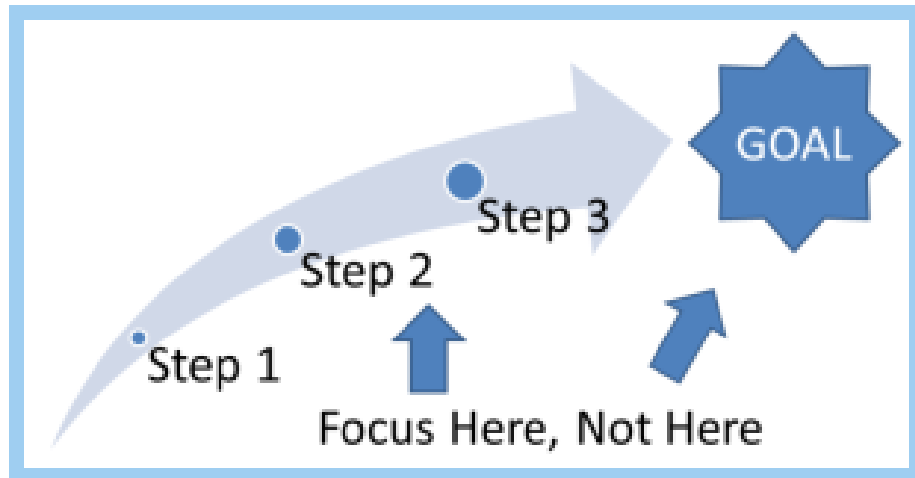 GOAL
Step 3
Step 2
Step 1
Focus Here, Not Here